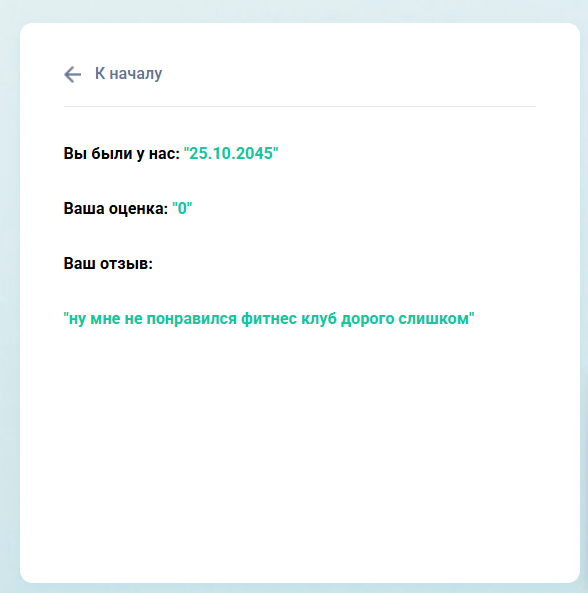 К началу
Вы были у нас: "25.10.2045"
Ваша оценка: "0"
Ваш отзыв:
"ну мне не понравился фитнес клуб дорого слишком"